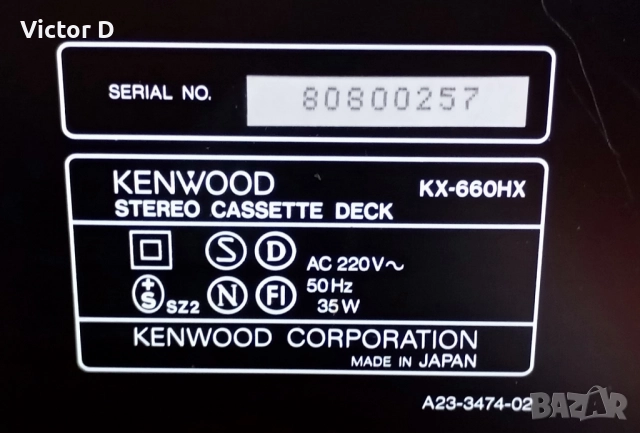 Victor D
SERIAL NO. 80800257
KENWOOD KX-660HX
STEREO CASSETTE DECK
S D AC 220V~
+S SZ2 N FI 50Hz
35W
KENWOOD CORPORATION
MADE IN JAPAN
A23-3474-02
BAZAR